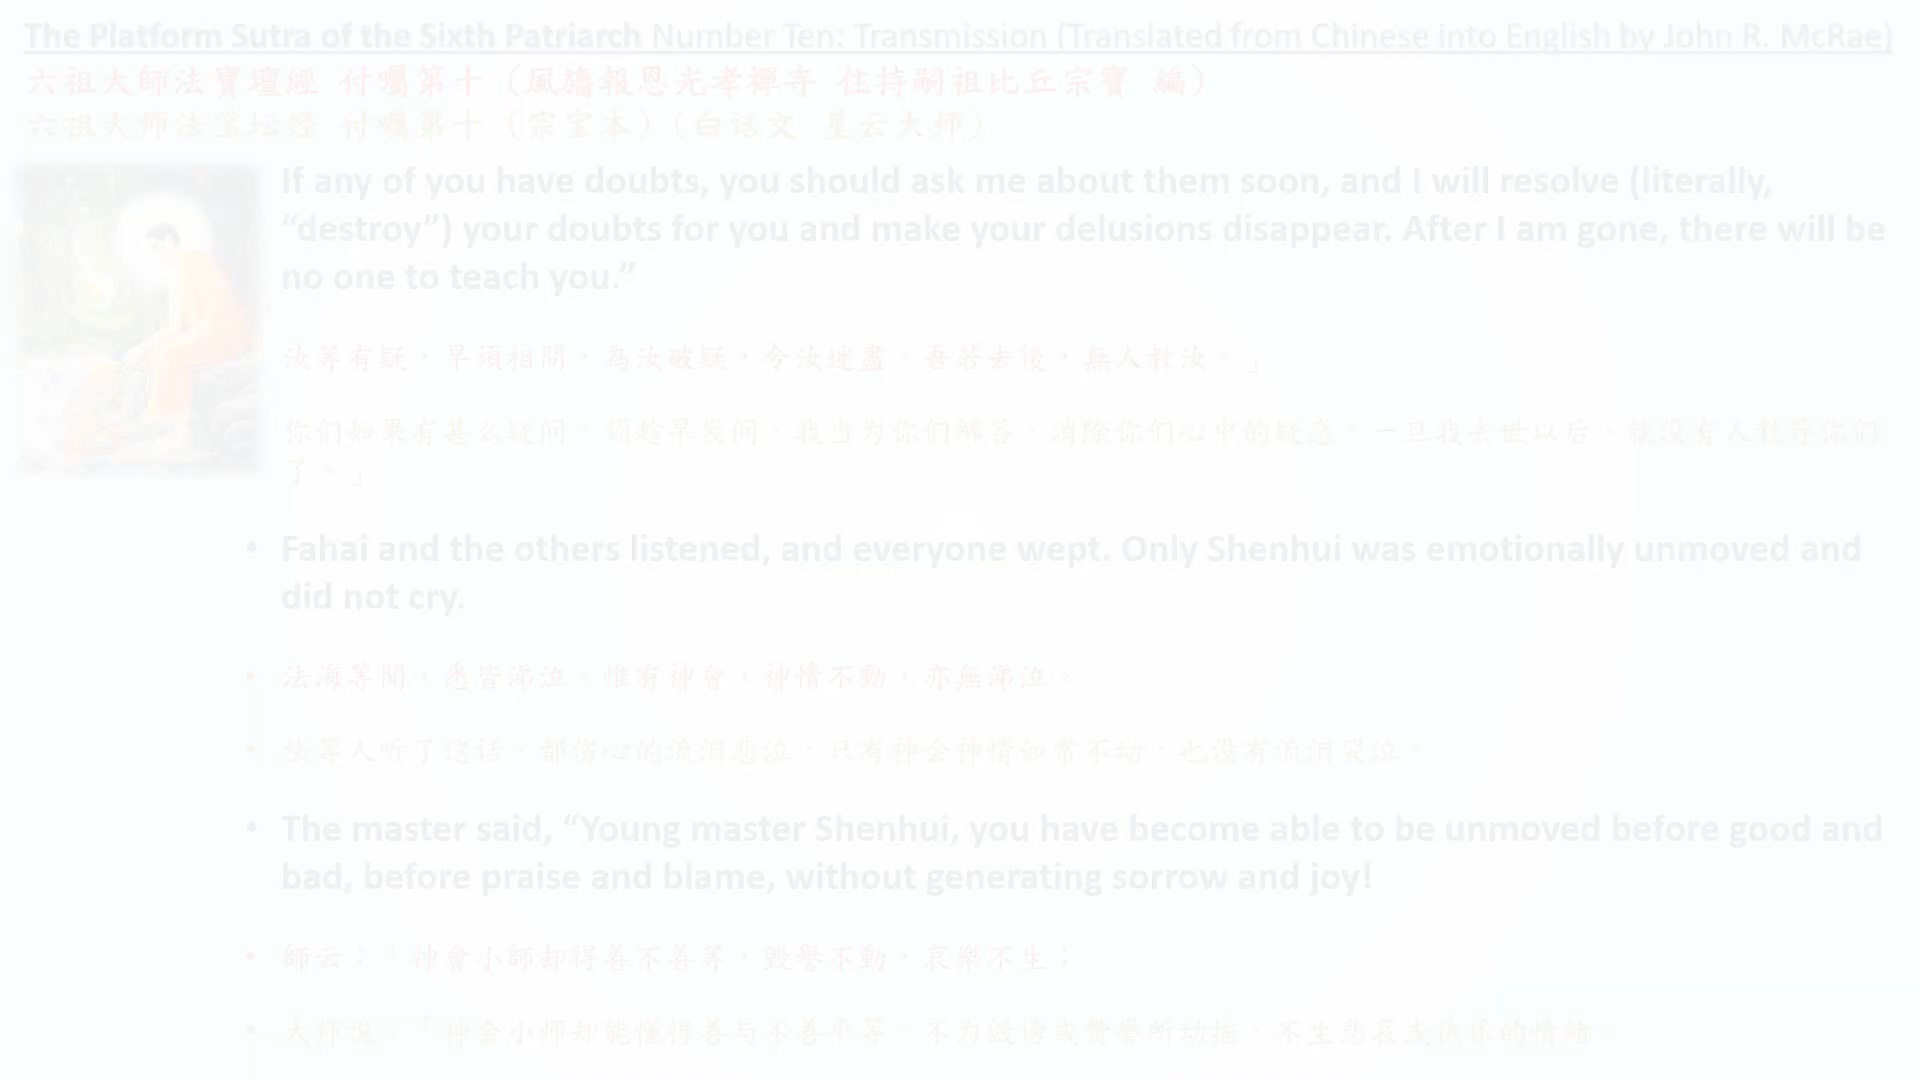 The Platform Sutra of the Sixth Patriarch Number Ten: Transmission (Translated from Chinese into English by John R. McRae)
六祖大師法寶壇經 付囑第十 (風旛報恩光孝禪寺 住持嗣祖比丘宗寶 編)
六祖大师法宝坛经 付嘱第十 (宗宝本) (白话文 星云大师)
If any of you have doubts, you should ask me about them soon, and I will resolve (literally,
“destroy”) your doubts for you and make your delusions disappear. After I am gone, there will be
no one to teach you.”
汝等有疑，早須相問，為汝破疑，令汝迷盡。吾若去後，無人教汝。」
你们如果有甚么疑问，须趁早发问，我当为你们解答，消除你们心中的疑惑。一旦我去世以后，就没有人教导你们
了。」
• Fahai and the others listened, and everyone wept. Only Shenhui was emotionally unmoved and
did not cry.
• 法海等聞，悉皆涕泣。惟有神會，神情不動，亦無涕泣。
• 法等人听了这话，都伤心的流泪悲泣，只有神会神情如常不动，也没有流泪哭泣。
• The master said, “Young master Shenhui, you have become able to be unmoved before good and
bad, before praise and blame, without generating sorrow and joy!
• 師云：「神會小師却得善不善等，毀譽不動，哀樂不生；
• 大师说：「神会小师却能懂得善与不善平等，不为毁谤或赞誉所动摇，不生悲哀或快乐的情绪。